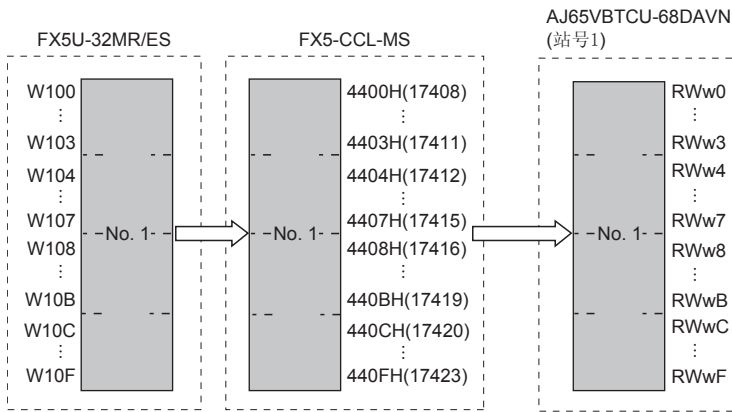 FX5U-32MR/ES
W100
⋮
W103
W104
⋮
W107
W108
⋮
W10B
W10C
⋮
W10F
No. 1
FX5-CCL-MS
4400H(17408)
⋮
4403H(17411)
4404H(17412)
⋮
4407H(17415)
4408H(17416)
⋮
440BH(17419)
440CH(17420)
⋮
440FH(17423)
No. 1
AJ65VBTCU-68DAVN
(站号1)
RWw0
⋮
RWw3
RWw4
⋮
RWw7
RWw8
⋮
RWwB
RWwC
⋮
RWwF
No. 1